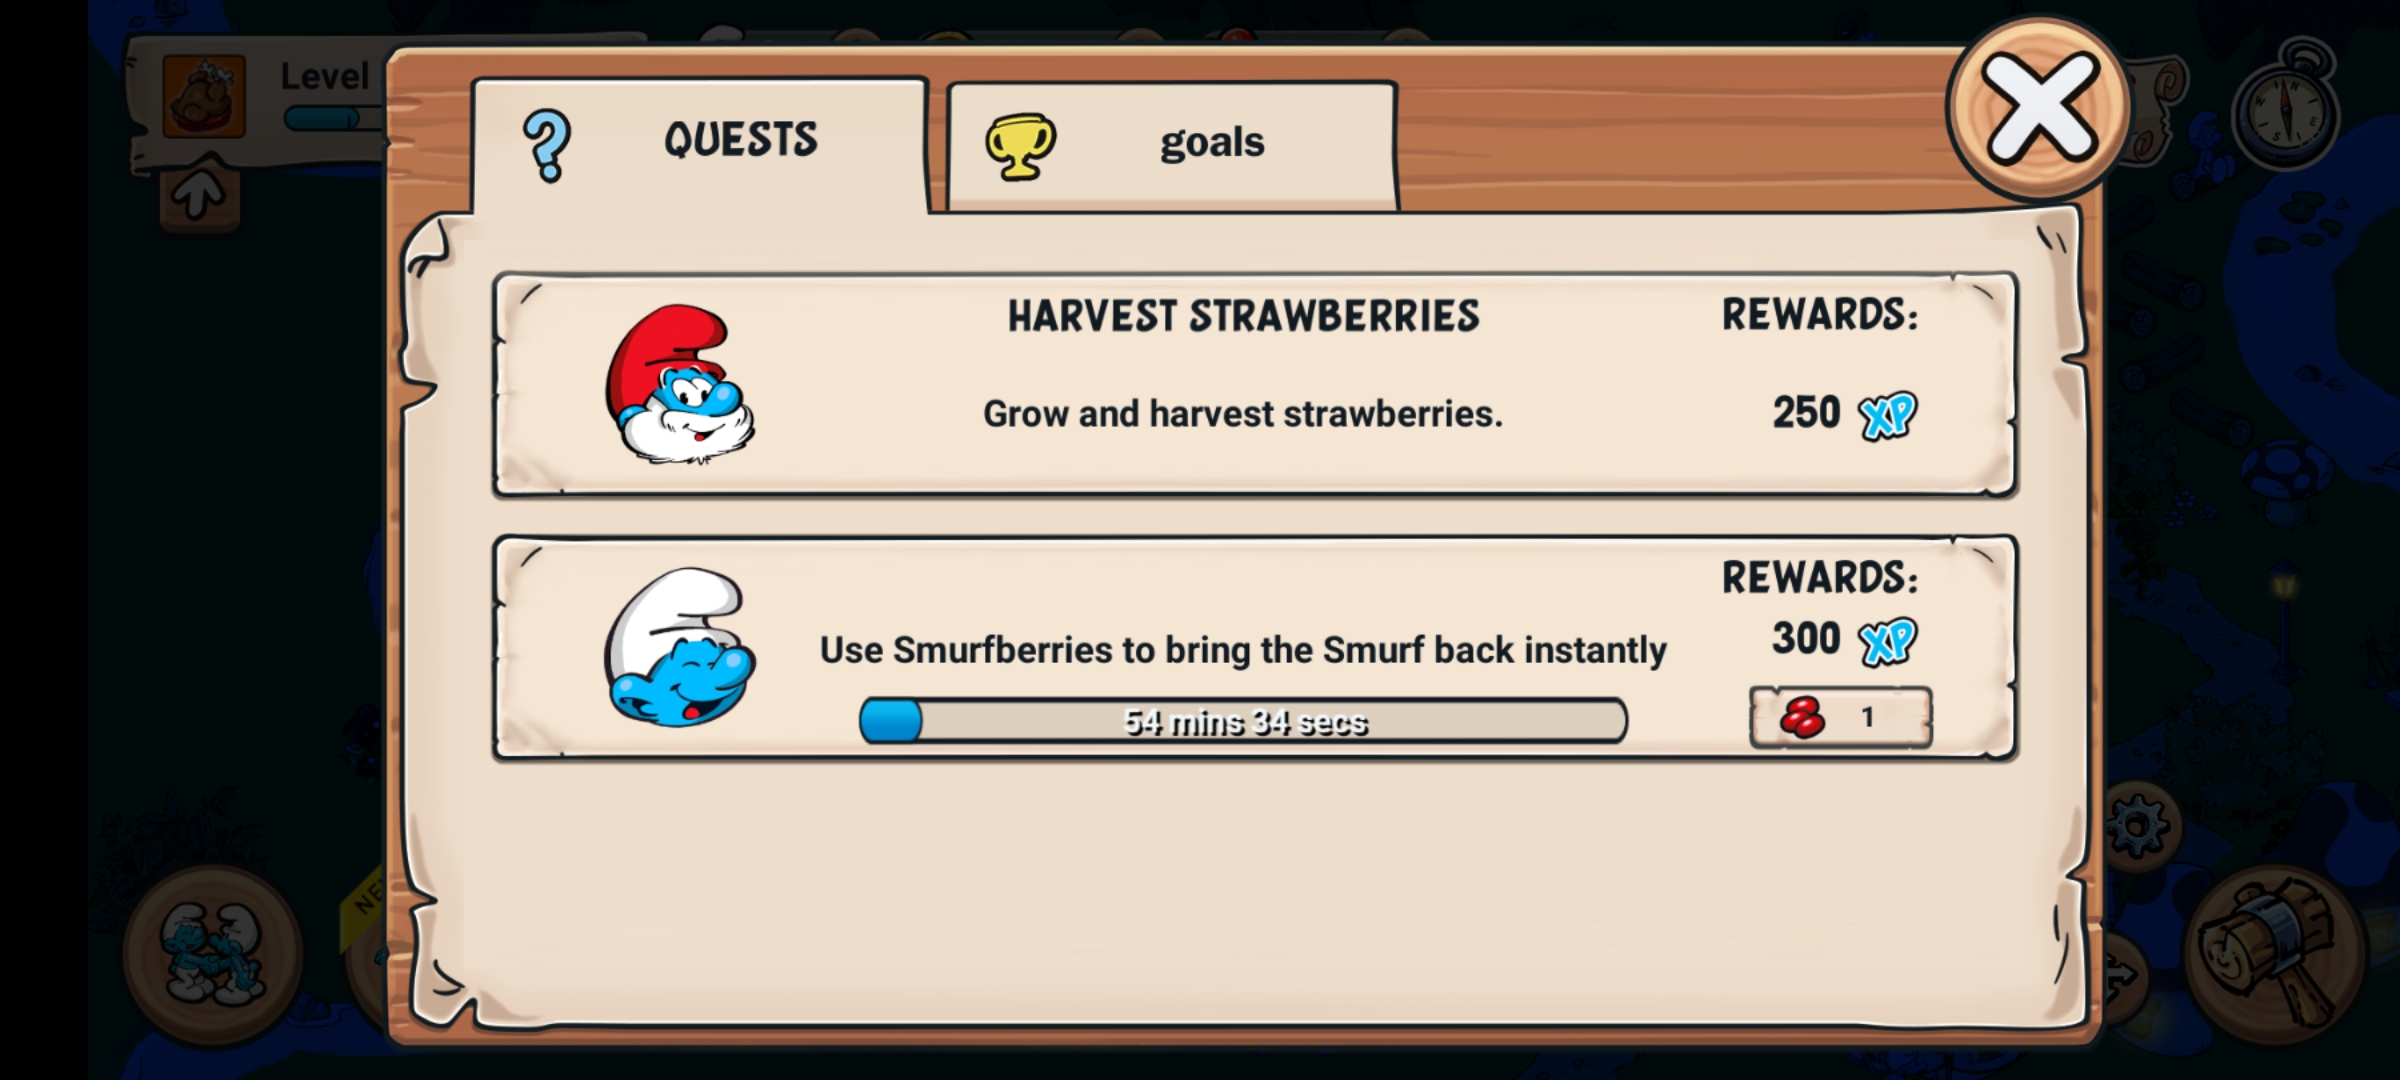 Level
QUESTS
goals
HARVEST STRAWBERRIES
REWARDS:
Grow and harvest strawberries.
250 XP
REWARDS:
Use Smurfberries to bring the Smurf back instantly
300 XP
54 mins 34 secs
1